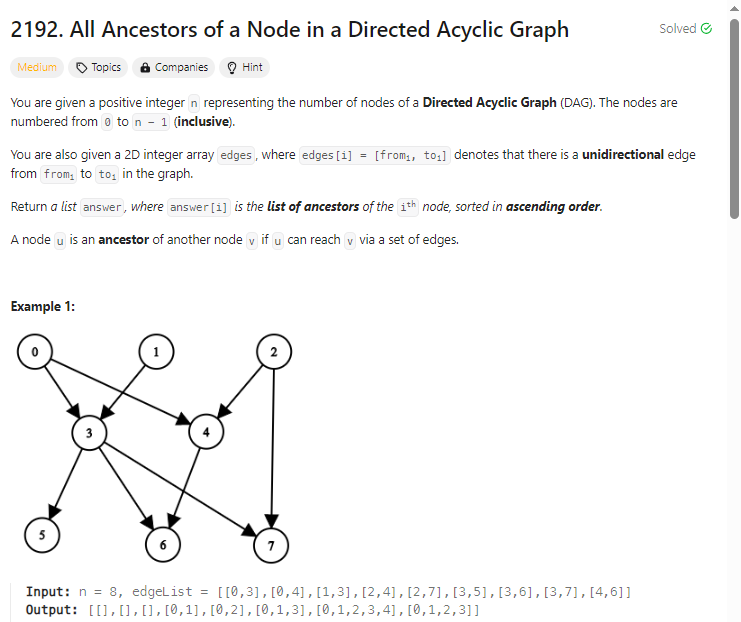 2192. All Ancestors of a Node in a Directed Acyclic Graph
Solved
Medium Topics Companies Hint
You are given a positive integer n representing the number of nodes of a Directed Acyclic Graph (DAG). The nodes are
numbered from 0 to n - 1 (inclusive).
You are also given a 2D integer array edges, where edges[i] = [fromᵢ, toᵢ] denotes that there is a unidirectional edge
from fromᵢ to toᵢ in the graph.
Return a list answer, where answer[i] is the list of ancestors of the iᵗʰ node, sorted in ascending order.
A node u is an ancestor of another node v if u can reach v via a set of edges.
Example 1:
0 1 2
3 4
5 6 7
Input: n = 8, edgeList = [[0,3],[0,4],[1,3],[2,4],[2,7],[3,5],[3,6],[3,7],[4,6]]
Output: [[],[],[],[0,1],[0,2],[0,1,3],[0,1,2,3,4],[0,1,2,3]]